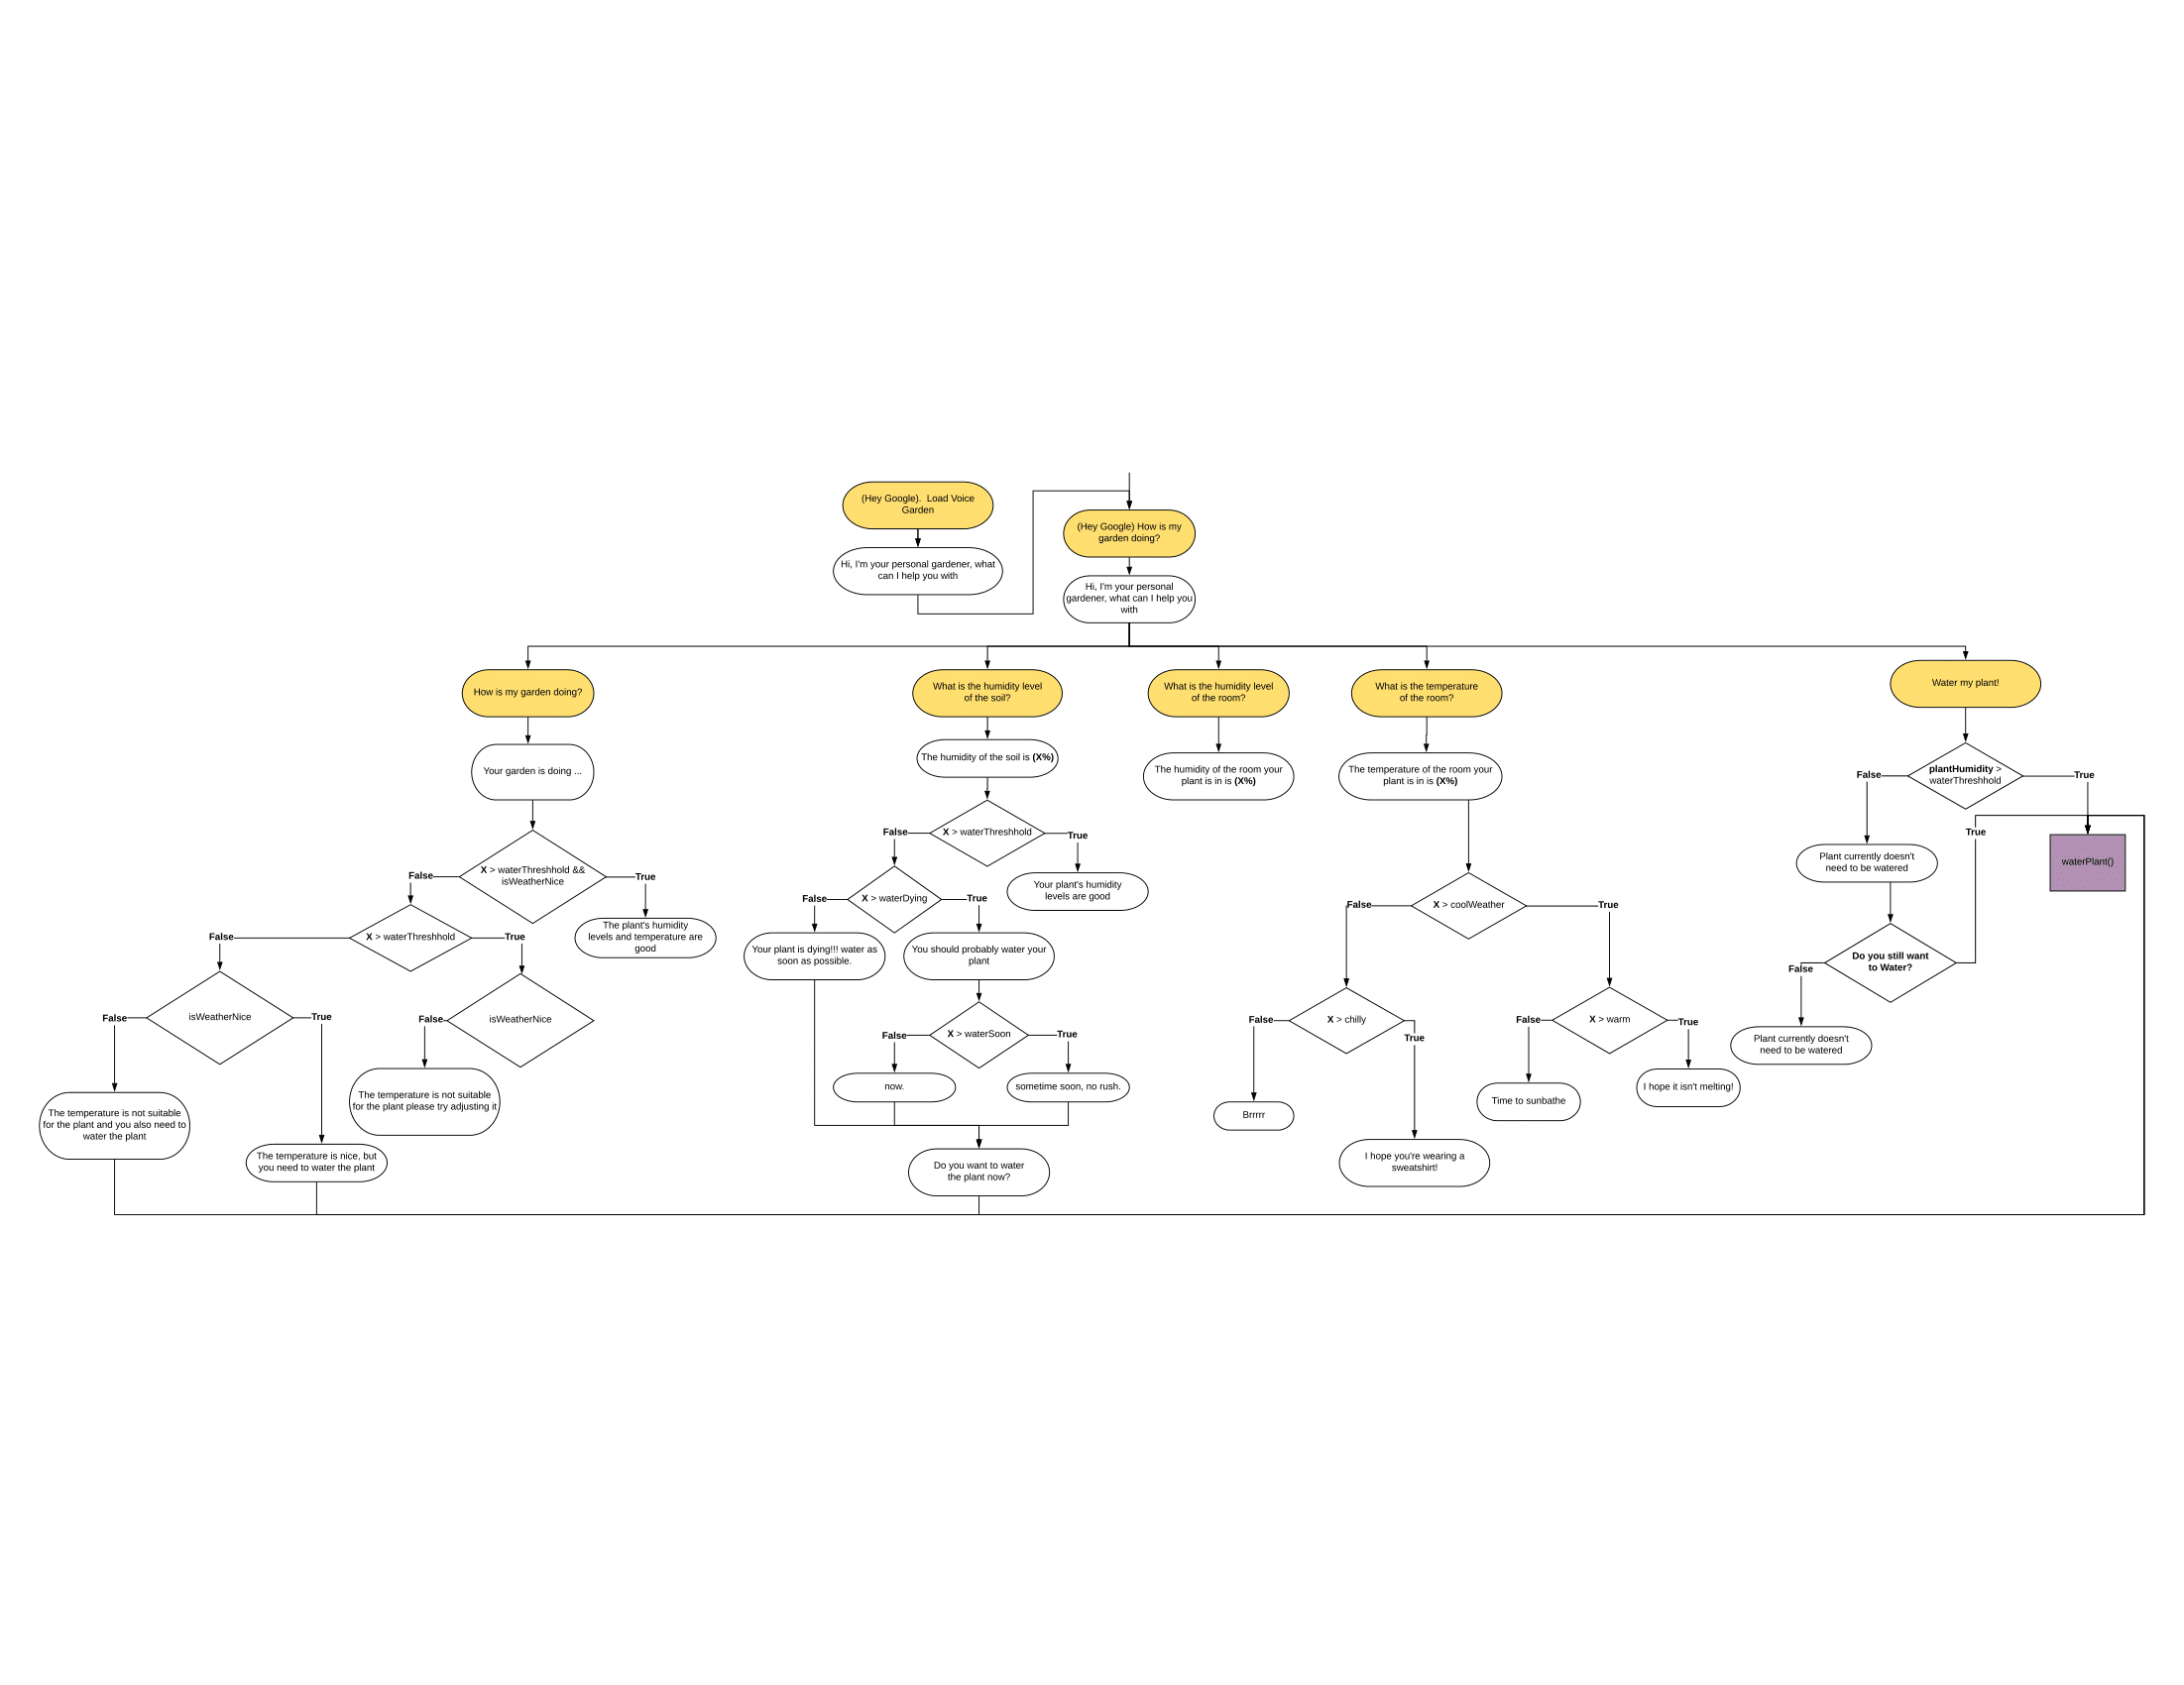 (Hey Google).  Load Voice
Garden
Hi, I'm your personal gardener, what
can I help you with
(Hey Google) How is my
garden doing?
Hi, I'm your personal
gardener, what can I help you
with
How is my garden doing?
Your garden is doing ...
X > waterThreshhold &&
isWeatherNice
False
True
The plant's humidity
levels and temperature are
good
X > waterThreshhold
False
True
isWeatherNice
False
True
The temperature is not suitable
for the plant and you also need to
water the plant
The temperature is nice, but
you need to water the plant
isWeatherNice
False
The temperature is not suitable
for the plant please try adjusting it
What is the humidity level
of the soil?
The humidity of the soil is (X%)
X > waterThreshhold
False
True
Your plant's humidity
levels are good
X > waterDying
False
True
Your plant is dying!!! water as
soon as possible.
You should probably water your
plant
X > waterSoon
False
True
now.
sometime soon, no rush.
Do you want to water
the plant now?
What is the humidity level
of the room?
The humidity of the room your
plant is in is (X%)
What is the temperature
of the room?
The temperature of the room your
plant is in is (X%)
X > coolWeather
False
True
X > chilly
False
True
Brrrrr
I hope you're wearing a
sweatshirt!
X > warm
False
True
Time to sunbathe
I hope it isn't melting!
Water my plant!
plantHumidity >
waterThreshhold
False
True
Plant currently doesn't
need to be watered
waterPlant()
Do you still want
to Water?
True
False
Plant currently doesn't
need to be watered